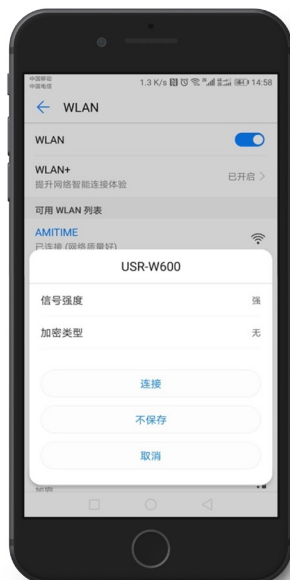 中国移动
中国电信
1.3 K/s 14:58
WLAN
WLAN
WLAN+
提升网络智能连接体验
已开启
可用 WLAN 列表
AMITIME
已连接 (网络质量好)
USR-W600
信号强度 强
加密类型 无
连接
不保存
取消